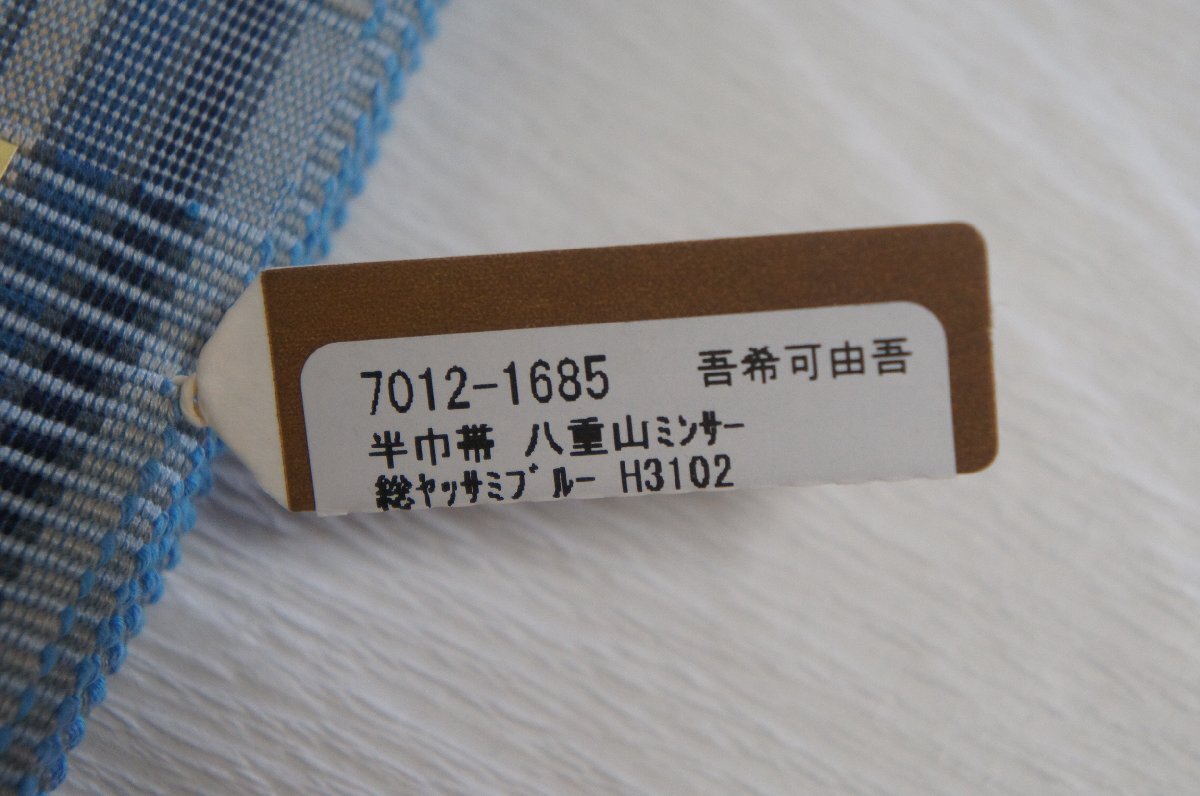 7012-1685 吾希可由吾
半巾帯 八重山ﾐﾝｻｰ
総ﾔｯｻﾐﾌﾞﾙｰ H3102